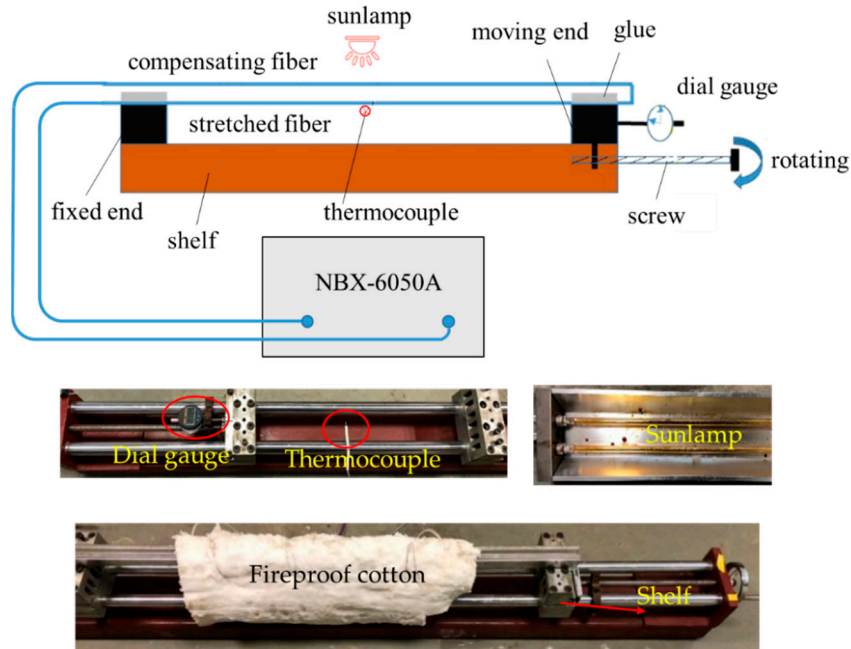 sunlamp
moving end
glue
compensating fiber
dial gauge
stretched fiber
rotating
fixed end
thermocouple
screw
shelf
NBX-6050A
Dial gauge
Thermocouple
Sunlamp
Fireproof cotton
Shelf